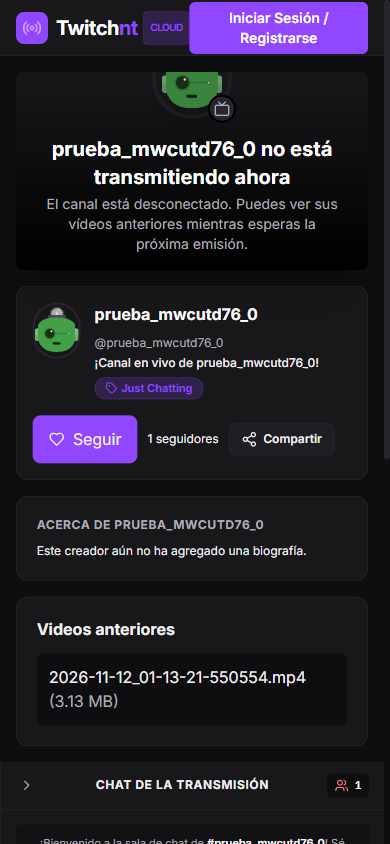 Twitchnt
CLOUD
Iniciar Sesión /
Registrarse
prueba_mwcutd76_0 no está
transmitiendo ahora
El canal está desconectado. Puedes ver sus
vídeos anteriores mientras esperas la
próxima emisión.
prueba_mwcutd76_0
@prueba_mwcutd76_0
¡Canal en vivo de prueba_mwcutd76_0!
Just Chatting
Seguir
1 seguidores
Compartir
ACERCA DE PRUEBA_MWCUTD76_0
Este creador aún no ha agregado una biografía.
Videos anteriores
2026-11-12_01-13-21-550554.mp4
(3.13 MB)
CHAT DE LA TRANSMISIÓN
1
¡Bienvenido a la sala de chat de #prueba_mwcutd76_0! Sé